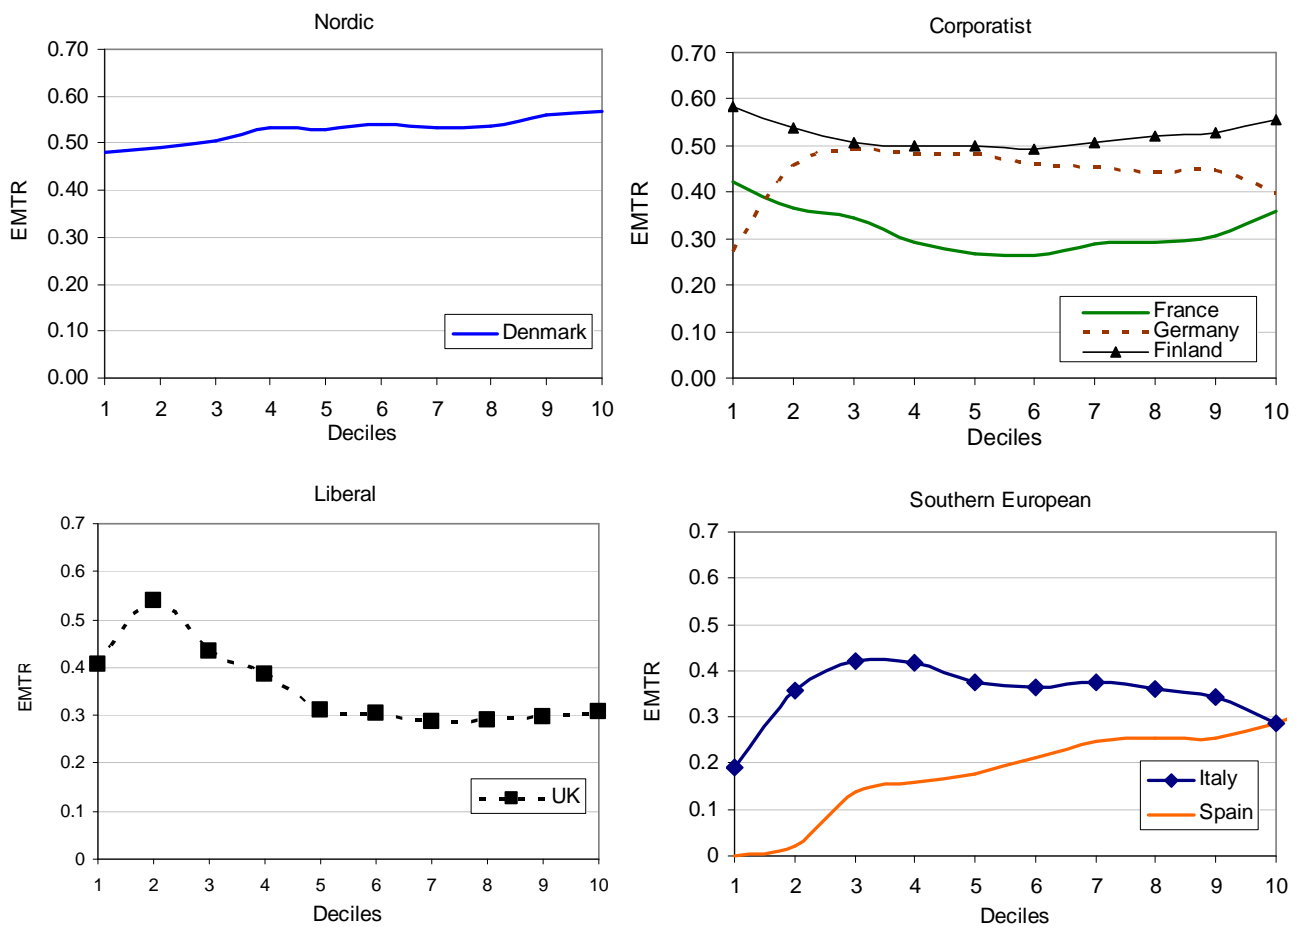 Nordic
0.70
0.60
0.50
0.40
0.30
0.20
0.10
0.00
EMTR
Denmark
1 2 3 4 5 6 7 8 9 10
Deciles
Corporatist
0.70
0.60
0.50
0.40
0.30
0.20
0.10
0.00
EMTR
France
Germany
Finland
1 2 3 4 5 6 7 8 9 10
Deciles
Liberal
0.7
0.6
0.5
0.4
0.3
0.2
0.1
0
EMTR
UK
1 2 3 4 5 6 7 8 9 10
Deciles
Southern European
0.7
0.6
0.5
0.4
0.3
0.2
0.1
0
EMTR
Italy
Spain
1 2 3 4 5 6 7 8 9 10
Deciles